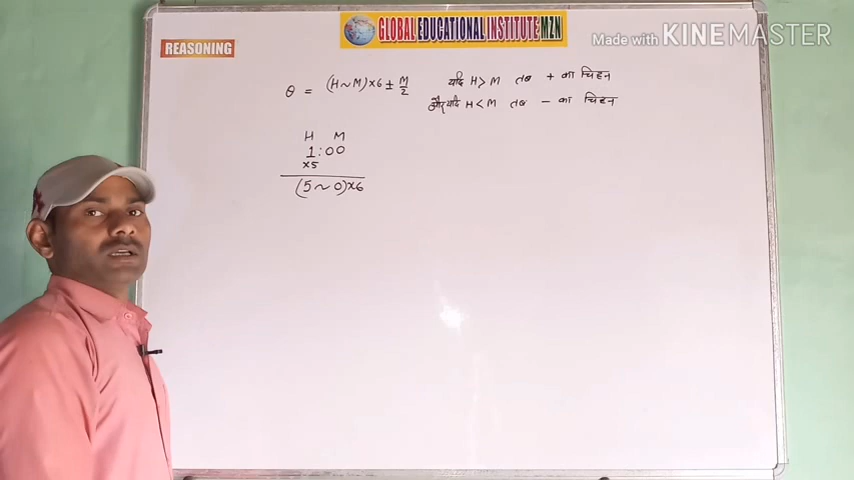 GLOBAL EDUCATIONAL INSTITUTE MZN
Made with KINEMASTER
REASONING
θ = (H~M)×6 ± M/2 यदि H > M तब + का चिह्न
और यदि H < M तब - का चिह्न
H M
1:00
×5
(5 ~ 0)×6